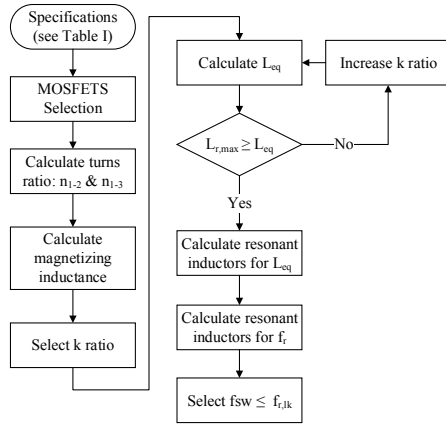 Specifications
(see Table I)
MOSFETS
Selection
Calculate turns
ratio: n1-2 & n1-3
Calculate
magnetizing
inductance
Select k ratio
Calculate Leq
Increase k ratio
Lr,max ≥ Leq
No
Yes
Calculate resonant
inductors for Leq
Calculate resonant
inductors for fr
Select fsw ≤ fr,lk